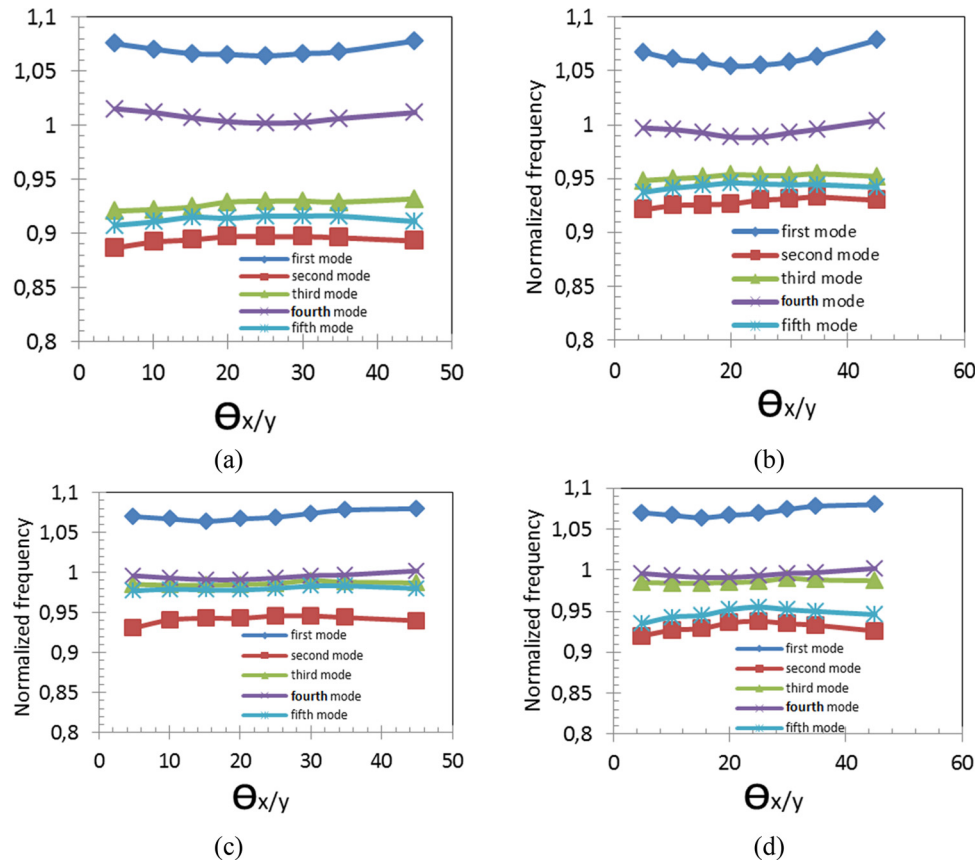 1,1
1,05
1
0,95
0,9
0,85
0,8
0 10 20 30 40 50
first mode
second mode
third mode
fourth mode
fifth mode
Θx/y
(a)
Normalized frequency
1,1
1,05
1
0,95
0,9
0,85
0,8
0 20 40 60
first mode
second mode
third mode
fourth mode
fifth mode
Θx/y
(b)
Normalized frequency
1,1
1,05
1
0,95
0,9
0,85
0,8
0 10 20 30 40 50
first mode
second mode
third mode
fourth mode
fifth mode
Θx/y
(c)
Normalized frequency
1,1
1,05
1
0,95
0,9
0,85
0,8
0 20 40 60
first mode
second mode
third mode
fourth mode
fifth mode
Θx/y
(d)